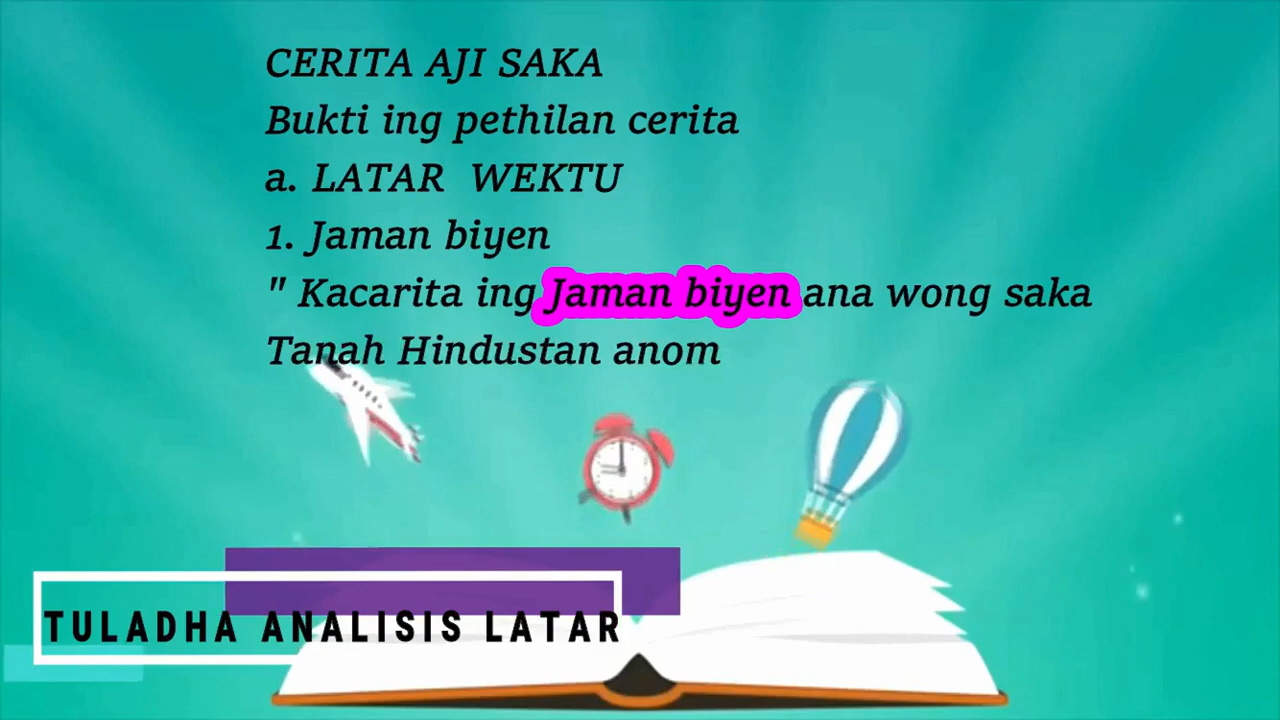 CERITA AJI SAKA
Bukti ing pethilan cerita
a. LATAR WEKTU
1. Jaman biyen
" Kacarita ing Jaman biyen ana wong saka
Tanah Hindustan anom
TULADHA ANALISIS LATAR